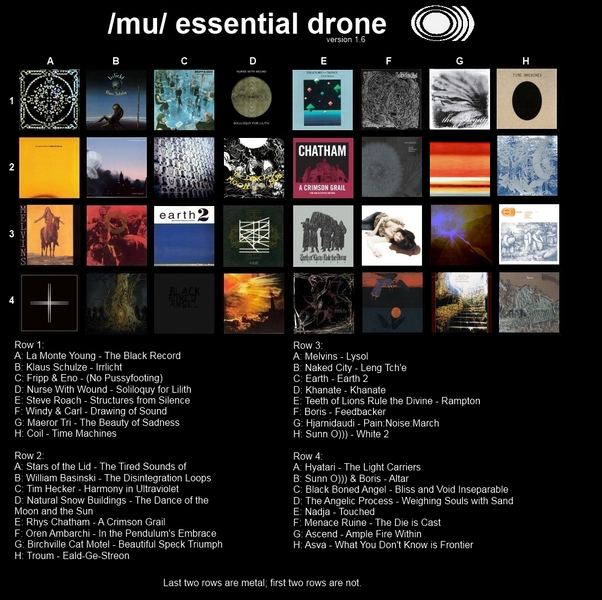 /mu/ essential drone
version 1.6
A B C D E F G H
1
TIME MACHINES
2
CHATHAM
A CRIMSON GRAIL
3
MELVINS
earth 2
4
Row 1:
A: La Monte Young - The Black Record
B: Klaus Schulze - Irrlicht
C: Fripp & Eno - (No Pussyfooting)
D: Nurse With Wound - Soliloquy for Lilith
E: Steve Roach - Structures from Silence
F: Windy & Carl - Drawing of Sound
G: Maeror Tri - The Beauty of Sadness
H: Coil - Time Machines
Row 2:
A: Stars of the Lid - The Tired Sounds of
B: William Basinski - The Disintegration Loops
C: Tim Hecker - Harmony in Ultraviolet
D: Natural Snow Buildings - The Dance of the
Moon and the Sun
E: Rhys Chatham - A Crimson Grail
F: Oren Ambarchi - In the Pendulum's Embrace
G: Birchville Cat Motel - Beautiful Speck Triumph
H: Troum - Eald-Ge-Streon
Row 3:
A: Melvins - Lysol
B: Naked City - Leng Tch'e
C: Earth - Earth 2
D: Khanate - Khanate
E: Teeth of Lions Rule the Divine - Rampton
F: Boris - Feedbacker
G: Hjarnidaudi - Pain:Noise:March
H: Sunn O))) - White 2
Row 4:
A: Hyatari - The Light Carriers
B: Sunn O))) & Boris - Altar
C: Black Boned Angel - Bliss and Void Inseparable
D: The Angelic Process - Weighing Souls with Sand
E: Nadja - Touched
F: Menace Ruine - The Die is Cast
G: Ascend - Ample Fire Within
H: Asva - What You Don't Know is Frontier
Last two rows are metal; first two rows are not.